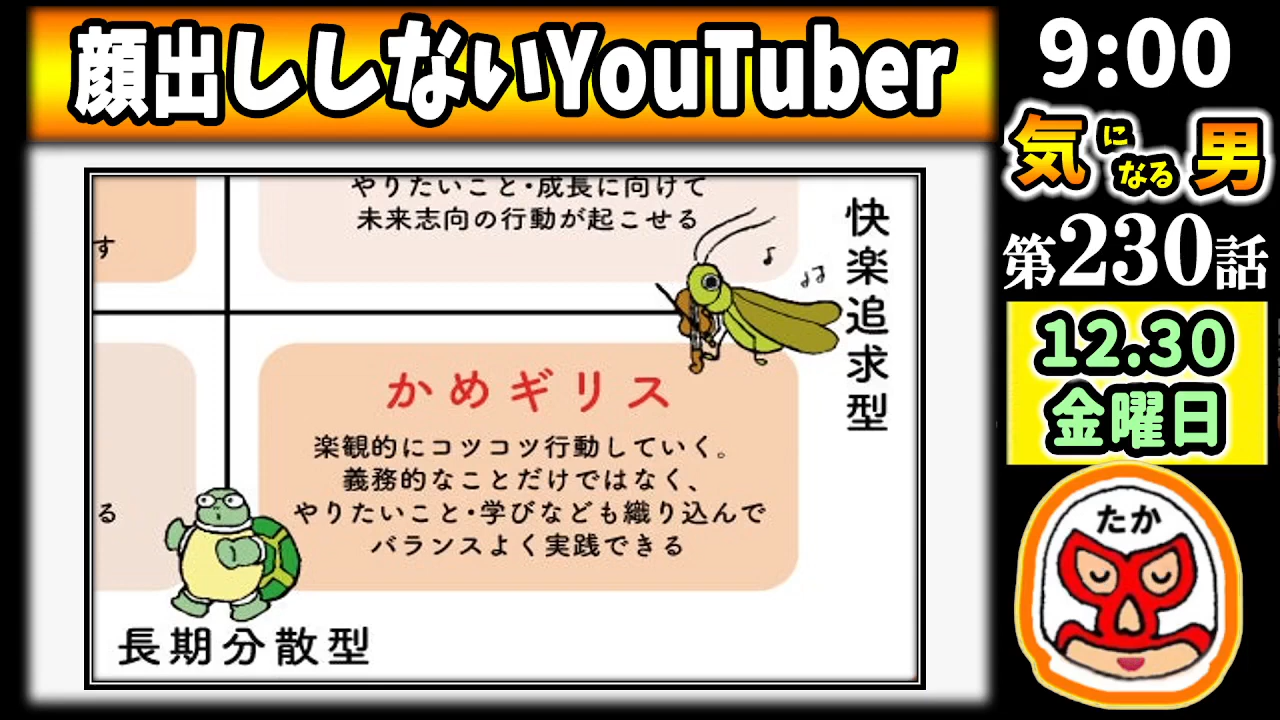 顔出ししないYouTuber
9:00
気になる男
第230話
12.30
金曜日
たか
やりたいこと・成長に向けて
未来志向の行動が起こせる
す
快楽追求型
かめギリス
楽観的にコツコツ行動していく。
義務的なことだけではなく、
やりたいこと・学びなども織り込んで
バランスよく実践できる
る
長期分散型